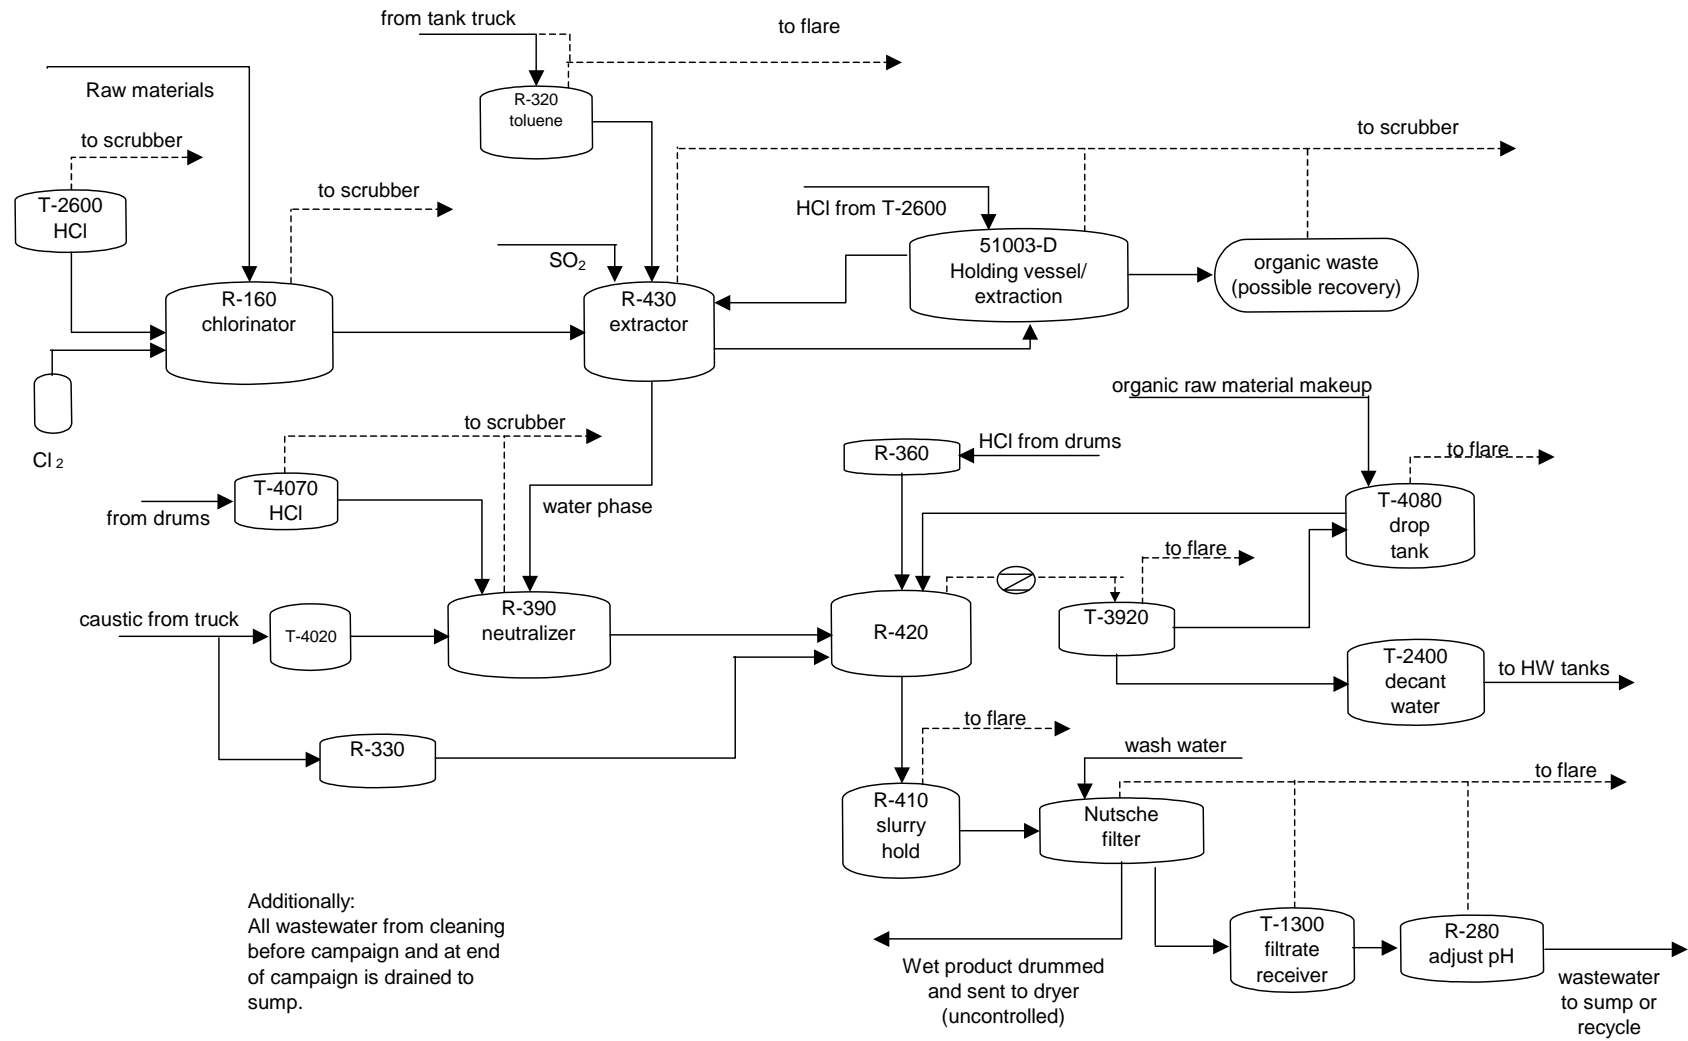 from tank truck
to flare
Raw materials
R-320
toluene
to scrubber
to scrubber
to scrubber
T-2600
HCl
HCl from T-2600
SO2
51003-D
Holding vessel/
extraction
organic waste
(possible recovery)
R-160
chlorinator
R-430
extractor
Cl 2
organic raw material makeup
to scrubber
R-360
HCl from drums
to flare
T-4070
HCl
from drums
water phase
T-4080
drop
tank
to flare
caustic from truck
T-4020
R-390
neutralizer
R-420
T-3920
T-2400
decant
water
to HW tanks
R-330
to flare
wash water
to flare
R-410
slurry
hold
Nutsche
filter
Additionally:
All wastewater from cleaning
before campaign and at end
of campaign is drained to
sump.
T-1300
filtrate
receiver
R-280
adjust pH
Wet product drummed
and sent to dryer
(uncontrolled)
wastewater
to sump or
recycle